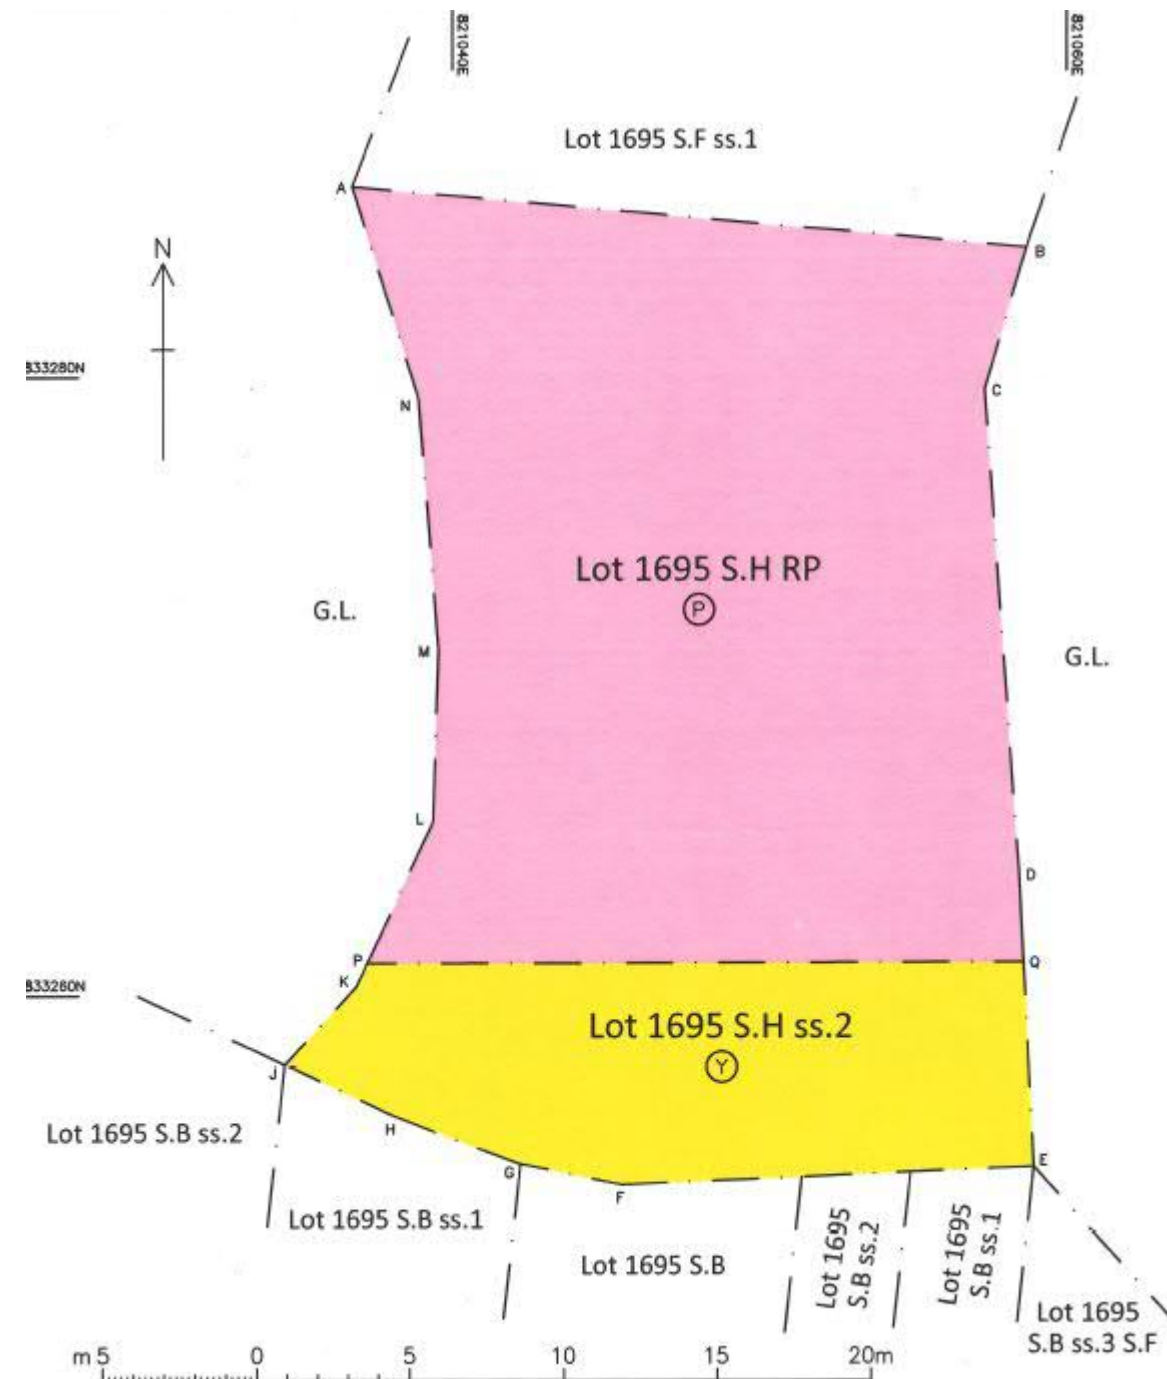 821040E
821060E
Lot 1695 S.F ss.1
A
B
N
833280N
N
C
Lot 1695 S.H RP
P
G.L.
M
G.L.
L
D
P
Q
K
833260N
Lot 1695 S.H ss.2
Y
J
Lot 1695 S.B ss.2
H
G
E
F
Lot 1695 S.B ss.1
Lot 1695 S.B
Lot 1695
S.B ss.2
Lot 1695
S.B ss.1
Lot 1695
S.B ss.3 S.F
m 5 0 5 10 15 20m